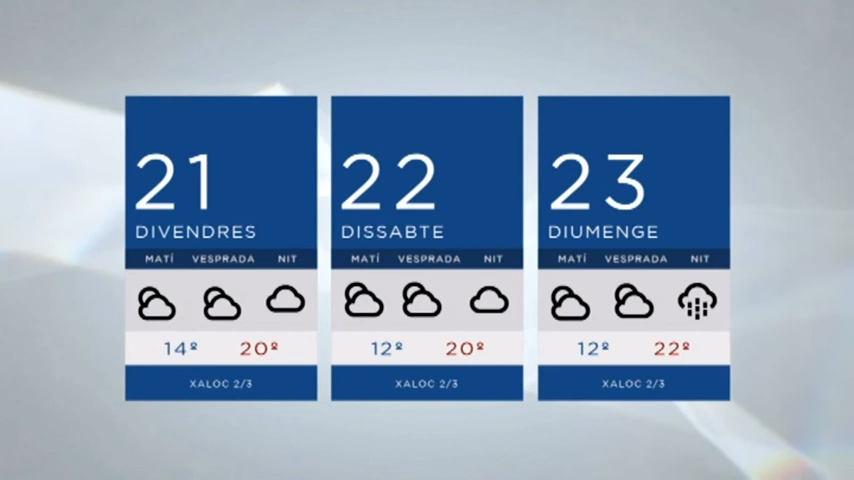 21
DIVENDRES
MATÍ VESPRADA NIT
14º 20º
XALOC 2/3
22
DISSABTE
MATÍ VESPRADA NIT
12º 20º
XALOC 2/3
23
DIUMENGE
MATÍ VESPRADA NIT
12º 22º
XALOC 2/3